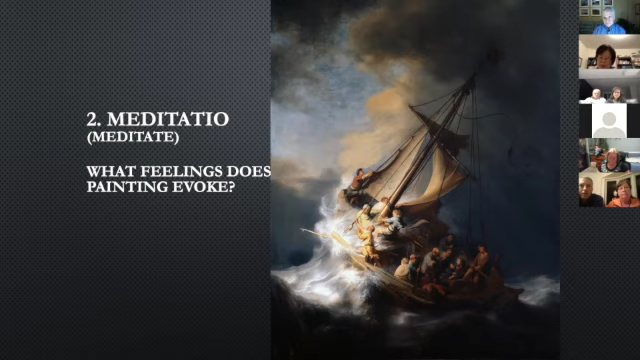 2. MEDITATIO
(MEDITATE)
WHAT FEELINGS DOES
PAINTING EVOKE?